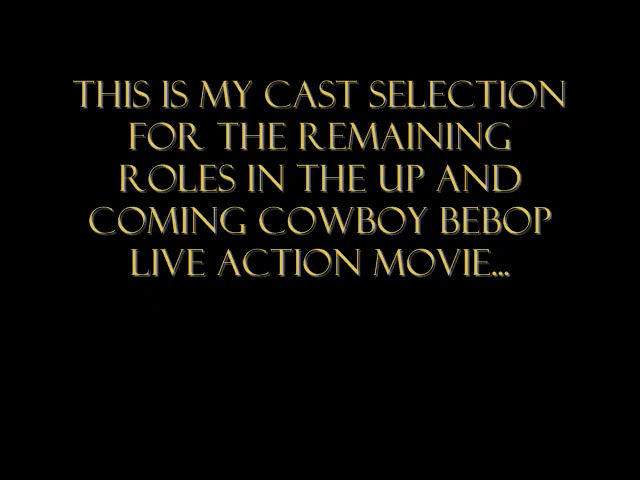 THIS IS MY CAST SELECTION
FOR THE REMAINING
ROLES IN THE UP AND
COMING COWBOY BEBOP
LIVE ACTION MOVIE...